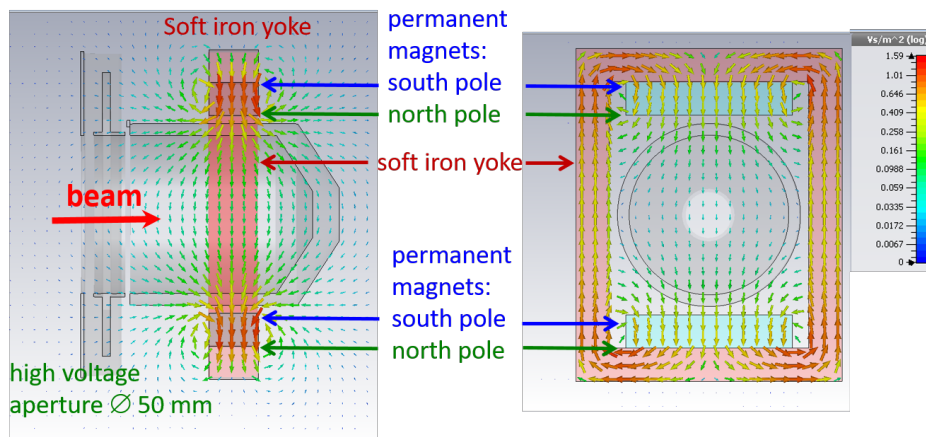 Soft iron yoke
permanent
magnets:
south pole
north pole
soft iron yoke
beam
permanent
magnets:
south pole
north pole
high voltage
aperture ∅ 50 mm
Vs/m^2 (log)
1.59
1.01
0.646
0.409
0.258
0.161
0.0988
0.0595
0.0335
0.0172
0.0067
0